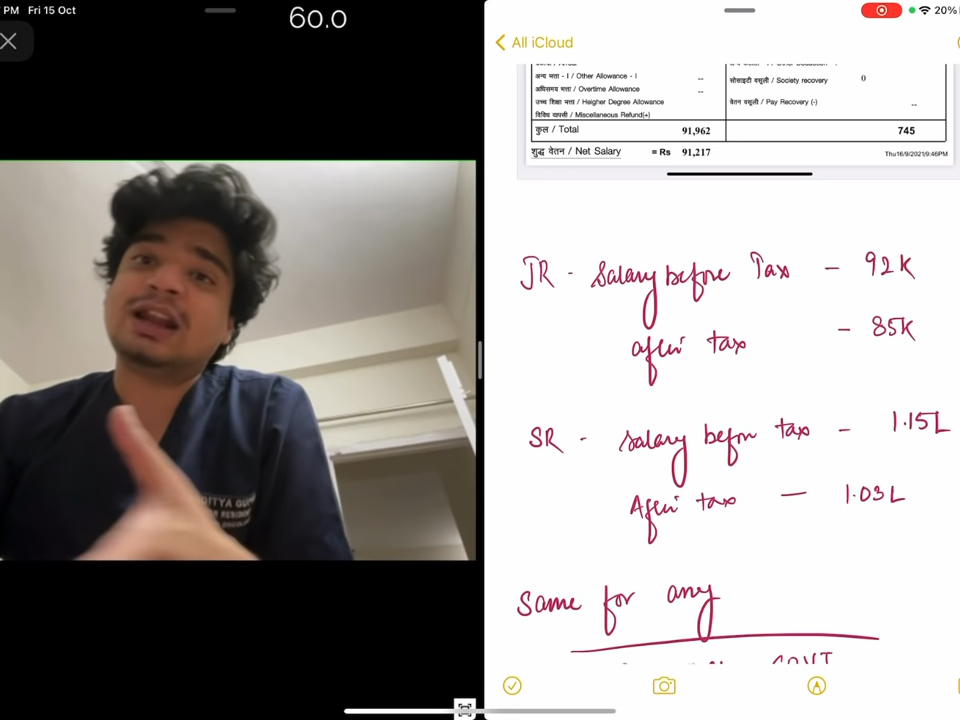 PM Fri 15 Oct
20%
60.0
All iCloud
अन्य भत्ता - I / Other Allowance - I --
सोसाइटी वसूली / Society recovery 0
अधिसमय भत्ता / Overtime Allowance --
उच्च शिक्षा भत्ता / Heigher Degree Allowance
वेतन वसूली / Pay Recovery (-) --
विविध वापसी / Miscellaneous Refund(+)
कुल / Total 91,962 745
शुद्ध वेतन / Net Salary = Rs 91,217
Thu16/9/2021/9:46PM
JR - Salary before Tax - 92K
after tax - 85K
SR - Salary before tax - 1.15L
After tax - 1.03L
Same for any
GOVT